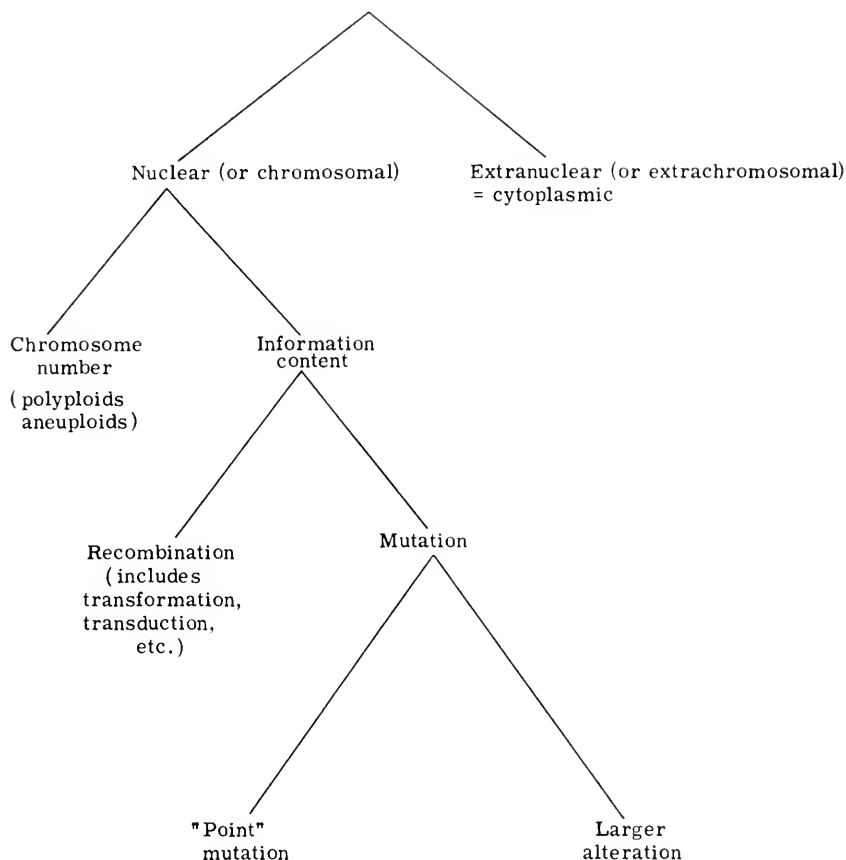 Nuclear (or chromosomal)
Extranuclear (or extrachromosomal)
= cytoplasmic
Chromosome
number
(polyploids
aneuploids)
Information
content
Recombination
(includes
transformation,
transduction,
etc.)
Mutation
"Point"
mutation
Larger
alteration